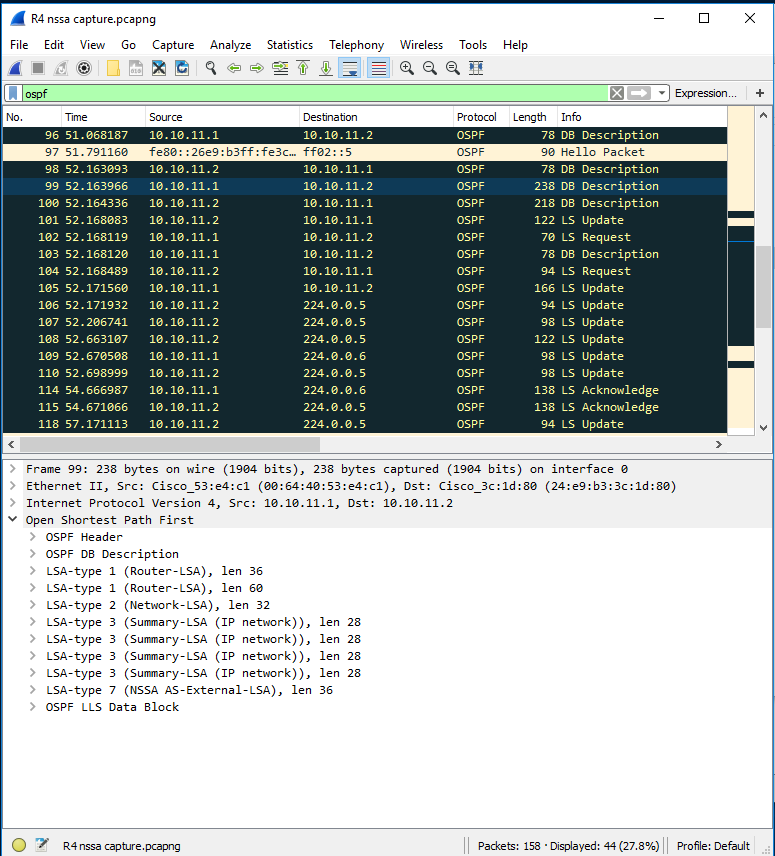 R4 nssa capture.pcapng
File Edit View Go Capture Analyze Statistics Telephony Wireless Tools Help
ospf Expression... +
No. Time Source Destination Protocol Length Info
96 51.068187 10.10.11.1 10.10.11.2 OSPF 78 DB Description
97 51.791160 fe80::26e9:b3ff:fe3c… ff02::5 OSPF 90 Hello Packet
98 52.163093 10.10.11.2 10.10.11.1 OSPF 78 DB Description
99 52.163966 10.10.11.1 10.10.11.2 OSPF 238 DB Description
100 52.164336 10.10.11.2 10.10.11.1 OSPF 218 DB Description
101 52.168083 10.10.11.2 10.10.11.1 OSPF 122 LS Update
102 52.168119 10.10.11.1 10.10.11.2 OSPF 70 LS Request
103 52.168120 10.10.11.1 10.10.11.2 OSPF 78 DB Description
104 52.168489 10.10.11.2 10.10.11.1 OSPF 94 LS Request
105 52.171560 10.10.11.1 10.10.11.2 OSPF 166 LS Update
106 52.171932 10.10.11.2 224.0.0.5 OSPF 94 LS Update
107 52.206741 10.10.11.2 224.0.0.5 OSPF 98 LS Update
108 52.663107 10.10.11.2 224.0.0.5 OSPF 122 LS Update
109 52.670508 10.10.11.1 224.0.0.6 OSPF 98 LS Update
110 52.698999 10.10.11.2 224.0.0.5 OSPF 98 LS Update
114 54.666987 10.10.11.1 224.0.0.6 OSPF 138 LS Acknowledge
115 54.671066 10.10.11.2 224.0.0.5 OSPF 138 LS Acknowledge
118 57.171113 10.10.11.2 224.0.0.5 OSPF 94 LS Update
Frame 99: 238 bytes on wire (1904 bits), 238 bytes captured (1904 bits) on interface 0
Ethernet II, Src: Cisco_53:e4:c1 (00:64:40:53:e4:c1), Dst: Cisco_3c:1d:80 (24:e9:b3:3c:1d:80)
Internet Protocol Version 4, Src: 10.10.11.1, Dst: 10.10.11.2
Open Shortest Path First
OSPF Header
OSPF DB Description
LSA-type 1 (Router-LSA), len 36
LSA-type 1 (Router-LSA), len 60
LSA-type 2 (Network-LSA), len 32
LSA-type 3 (Summary-LSA (IP network)), len 28
LSA-type 3 (Summary-LSA (IP network)), len 28
LSA-type 3 (Summary-LSA (IP network)), len 28
LSA-type 3 (Summary-LSA (IP network)), len 28
LSA-type 7 (NSSA AS-External-LSA), len 36
OSPF LLS Data Block
R4 nssa capture.pcapng Packets: 158 · Displayed: 44 (27.8%) Profile: Default